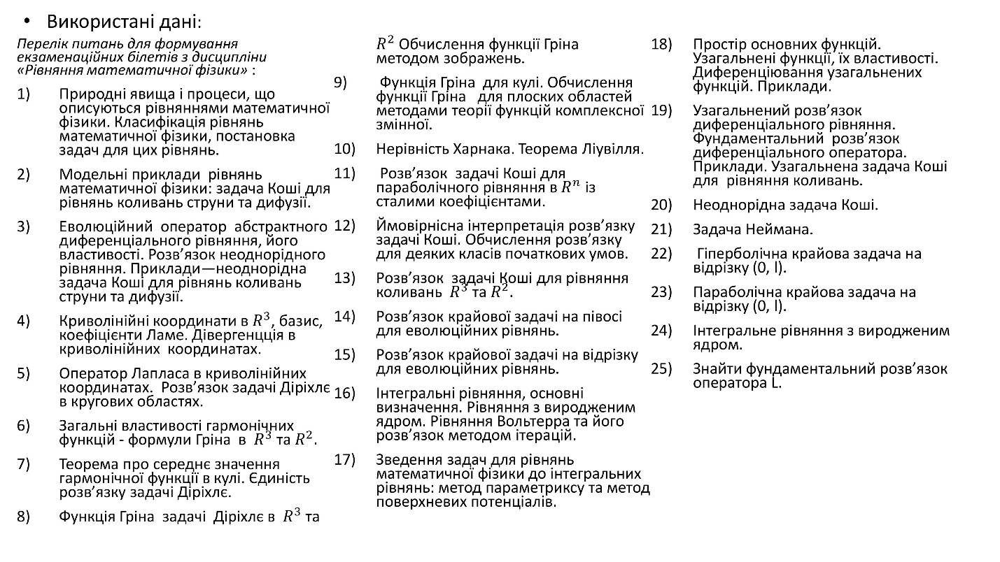 • Використані дані:
Перелік питань для формування
екзаменаційних білетів з дисципліни
«Рівняння математичної фізики» :
1) Природні явища і процеси, що
описуються рівняннями математичної
фізики. Класифікація рівнянь
математичної фізики, постановка
задач для цих рівнянь.
2) Модельні приклади рівнянь
математичної фізики: задача Коші для
рівнянь коливань струни та дифузії.
3) Еволюційний оператор абстрактного
диференціального рівняння, його
властивості. Розв’язок неоднорідного
рівняння. Приклади—неоднорідна
задача Коші для рівнянь коливань
струни та дифузії.
4) Криволінійні координати в R³, базис,
коефіцієнти Ламе. Дівергенцція в
криволінійних координатах.
5) Оператор Лапласа в криволінійних
координатах. Розв’язок задачі Діріхлє
в кругових областях.
6) Загальні властивості гармонічних
функцій - формули Гріна в R³ та R².
7) Теорема про середнє значення
гармонічної функції в кулі. Єдиність
розв’язку задачі Діріхлє.
8) Функція Гріна задачі Діріхлє в R³ та
R² Обчислення функції Гріна
методом зображень.
9) Функція Гріна для кулі. Обчислення
функції Гріна для плоских областей
методами теорії функцій комплексної
змінної.
10) Нерівність Харнака. Теорема Ліувілля.
11) Розв’язок задачі Коші для
параболічного рівняння в Rⁿ із
сталими коефіцієнтами.
12) Ймовірнісна інтерпретація розв’язку
задачі Коші. Обчислення розв’язку
для деяких класів початкових умов.
13) Розв’язок задачі Коші для рівняння
коливань R³ та R².
14) Розв’язок крайової задачі на півосі
для еволюційних рівнянь.
15) Розв’язок крайової задачі на відрізку
для еволюційних рівнянь.
16) Інтегральні рівняння, основні
визначення. Рівняння з виродженим
ядром. Рівняння Вольтерра та його
розв’язок методом ітерацій.
17) Зведення задач для рівнянь
математичної фізики до інтегральних
рівнянь: метод параметриксу та метод
поверхневих потенціалів.
18) Простір основних функцій.
Узагальнені функції, їх властивості.
Диференціювання узагальнених
функцій. Приклади.
19) Узагальнений розв’язок
диференціального рівняння.
Фундаментальний розв’язок
диференціального оператора.
Приклади. Узагальнена задача Коші
для рівняння коливань.
20) Неоднорідна задача Коші.
21) Задача Неймана.
22) Гіперболічна крайова задача на
відрізку (0, l).
23) Параболічна крайова задача на
відрізку (0, l).
24) Інтегральне рівняння з виродженим
ядром.
25) Знайти фундаментальний розв’язок
оператора L.